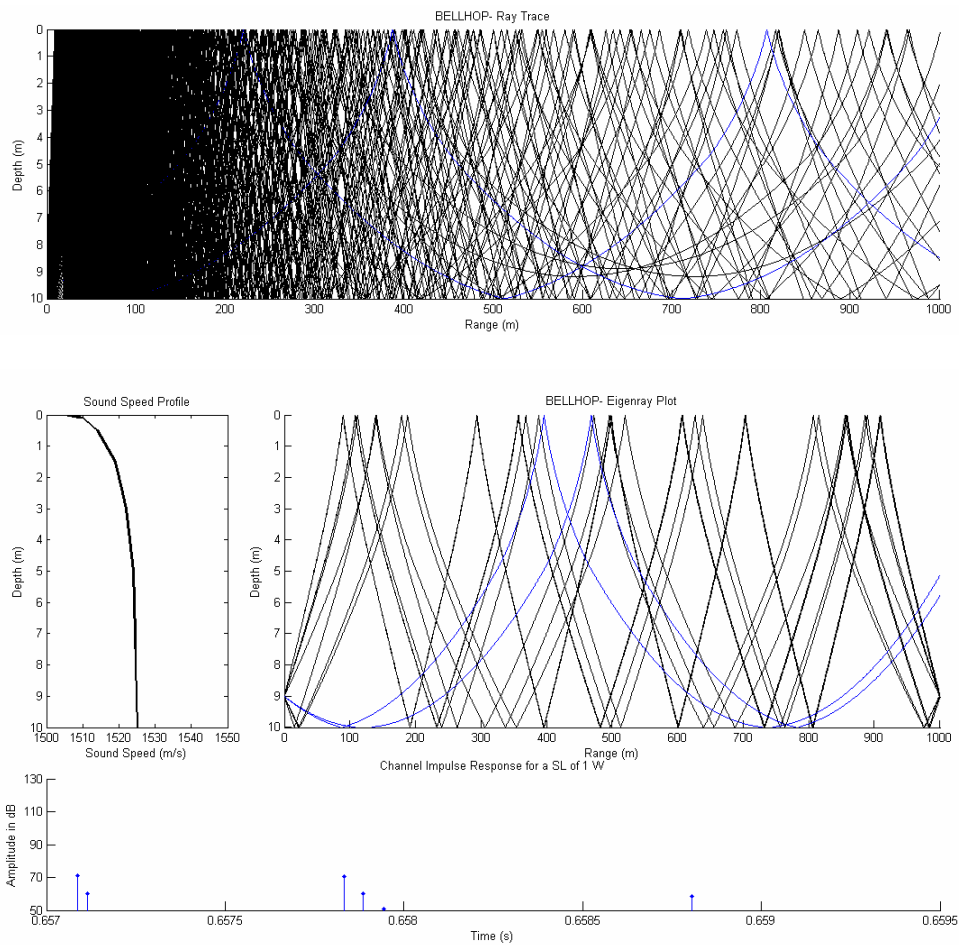 BELLHOP- Ray Trace
0
1
2
3
4
5
6
7
8
9
10
Depth (m)
0 100 200 300 400 500 600 700 800 900 1000
Range (m)
Sound Speed Profile
0
1
2
3
4
5
6
7
8
9
10
Depth (m)
1500 1510 1520 1530 1540 1550
Sound Speed (m/s)
BELLHOP- Eigenray Plot
0
1
2
3
4
5
6
7
8
9
10
Depth (m)
0 100 200 300 400 500 600 700 800 900 1000
Range (m)
Channel Impulse Response for a SL of 1 W
130
110
90
70
50
Amplitude in dB
0.657 0.6575 0.658 0.6585 0.659 0.6595
Time (s)